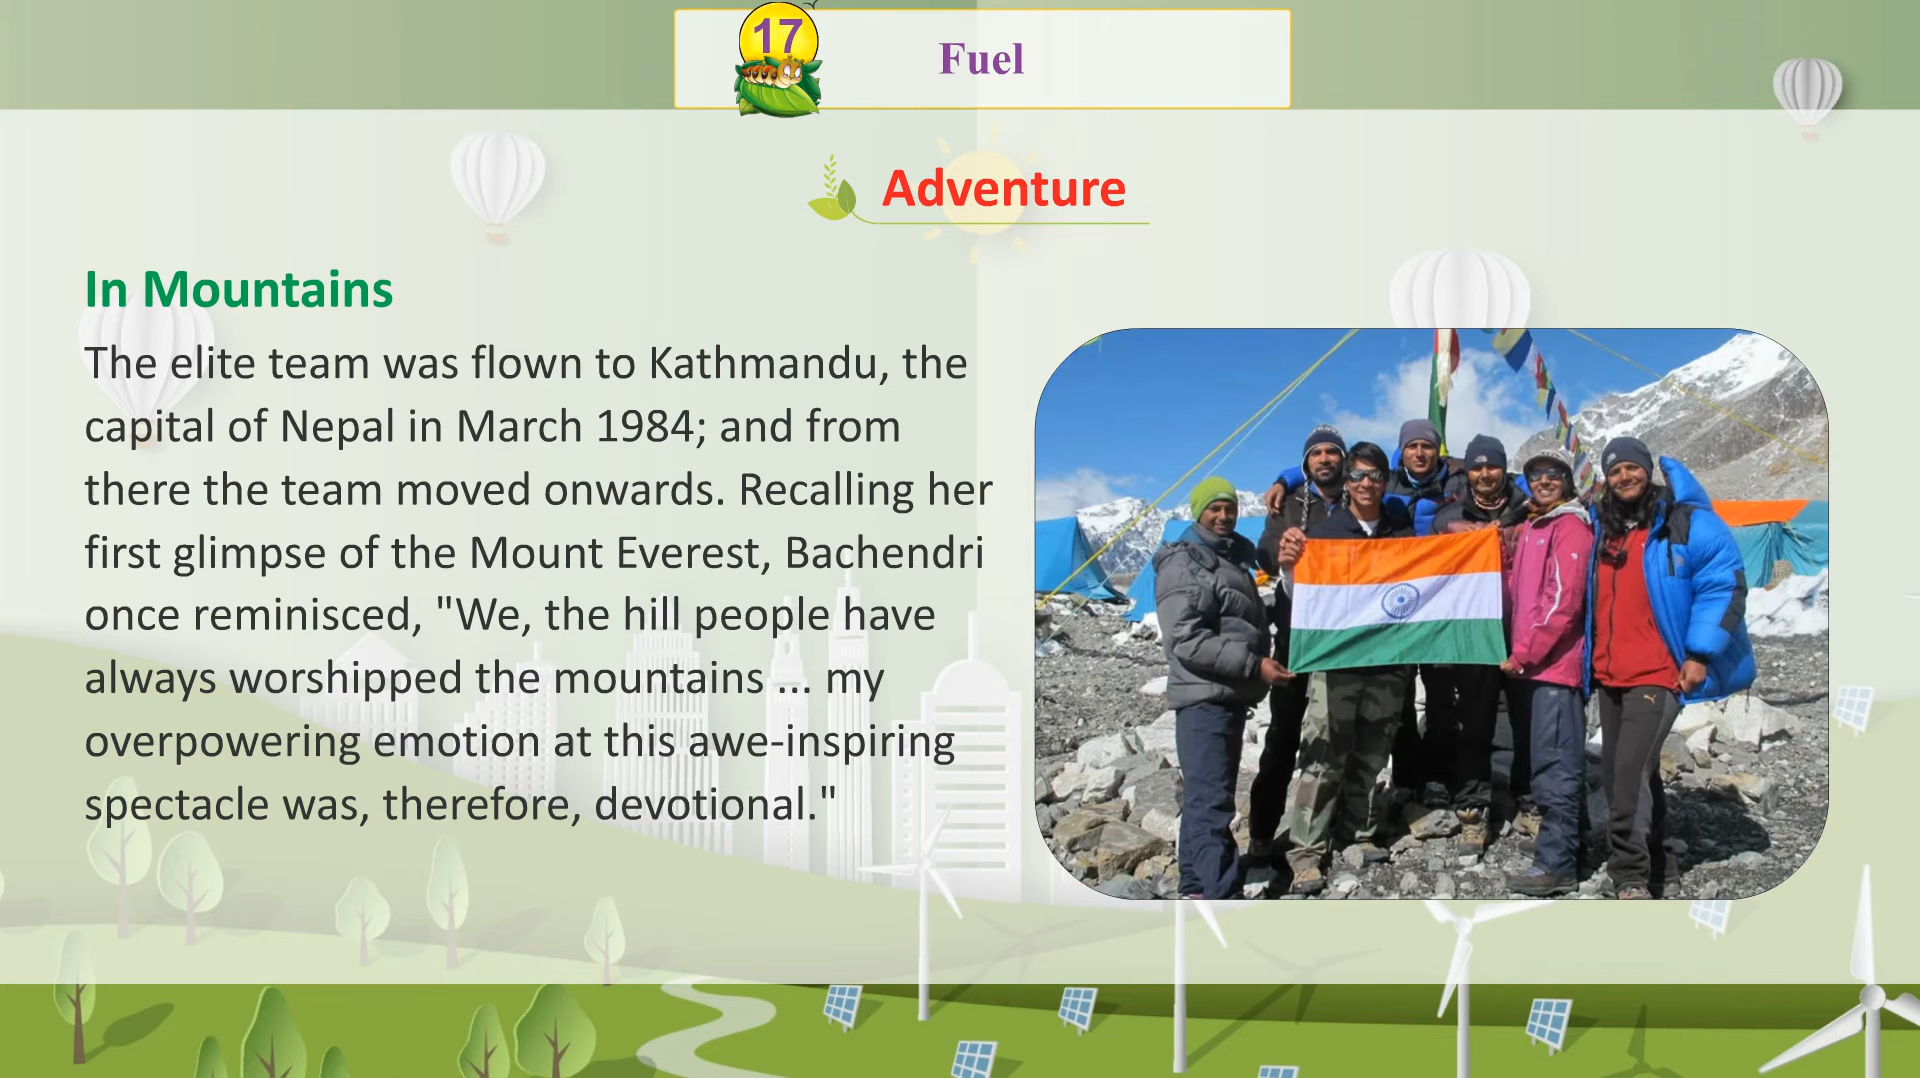 17
Fuel
Adventure
In Mountains
The elite team was flown to Kathmandu, the
capital of Nepal in March 1984; and from
there the team moved onwards. Recalling her
first glimpse of the Mount Everest, Bachendri
once reminisced, "We, the hill people have
always worshipped the mountains ... my
overpowering emotion at this awe-inspiring
spectacle was, therefore, devotional."